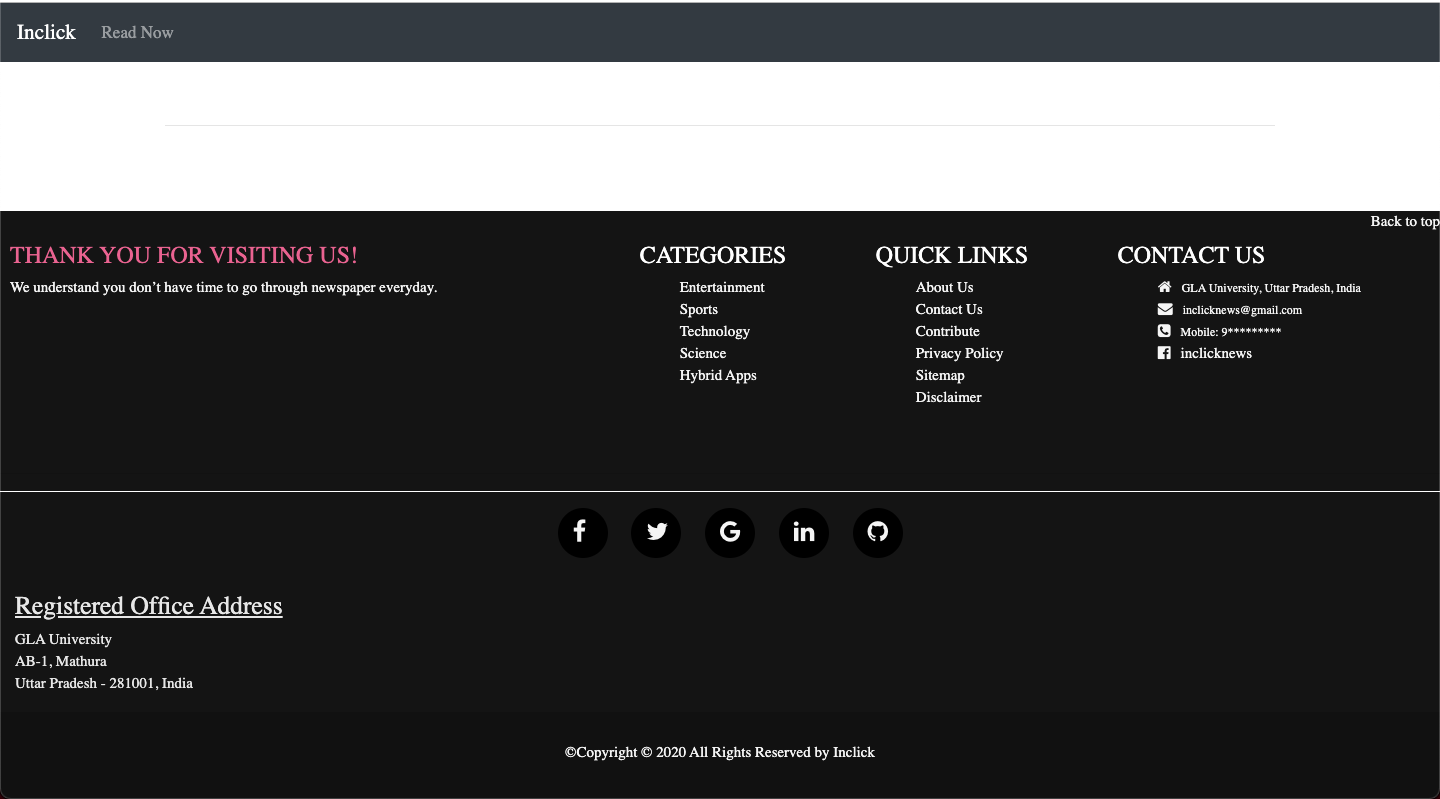 Inclick Read Now
Back to top
THANK YOU FOR VISITING US!
We understand you don’t have time to go through newspaper everyday.
CATEGORIES
Entertainment
Sports
Technology
Science
Hybrid Apps
QUICK LINKS
About Us
Contact Us
Contribute
Privacy Policy
Sitemap
Disclaimer
CONTACT US
GLA University, Uttar Pradesh, India
inclicknews@gmail.com
Mobile: 9*********
inclicknews
Registered Office Address
GLA University
AB-1, Mathura
Uttar Pradesh - 281001, India
©Copyright © 2020 All Rights Reserved by Inclick